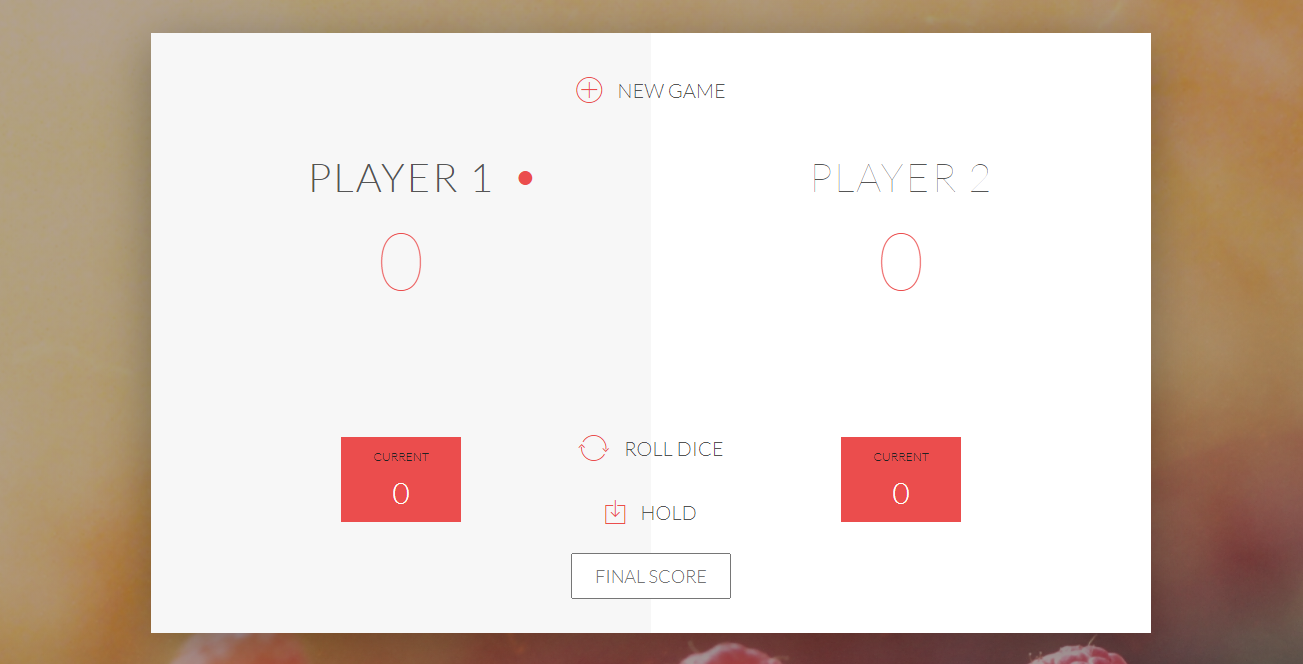 NEW GAME
PLAYER 1
0
PLAYER 2
0
CURRENT
0
ROLL DICE
HOLD
FINAL SCORE
CURRENT
0